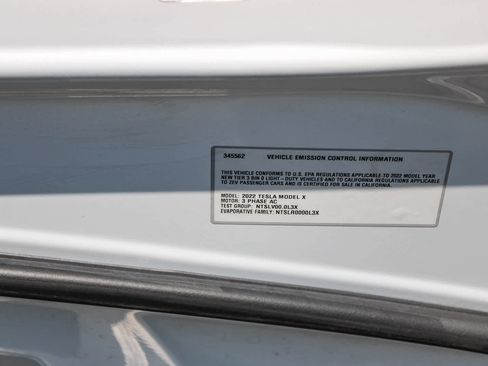 345562 VEHICLE EMISSION CONTROL INFORMATION
THIS VEHICLE CONFORMS TO U.S. EPA REGULATIONS APPLICABLE TO 2022 MODEL YEAR
NEW TIER 3 BIN 0 LIGHT - DUTY VEHICLES AND TO CALIFORNIA REGULATIONS APPLICABLE
TO ZEV PASSENGER CARS AND IS CERTIFIED FOR SALE IN CALIFORNIA.
MODEL: 2022 TESLA MODEL X
MOTOR: 3 PHASE AC
TEST GROUP: NTSLV00.0L3X
EVAPORATIVE FAMILY: NTSLR0000L3X